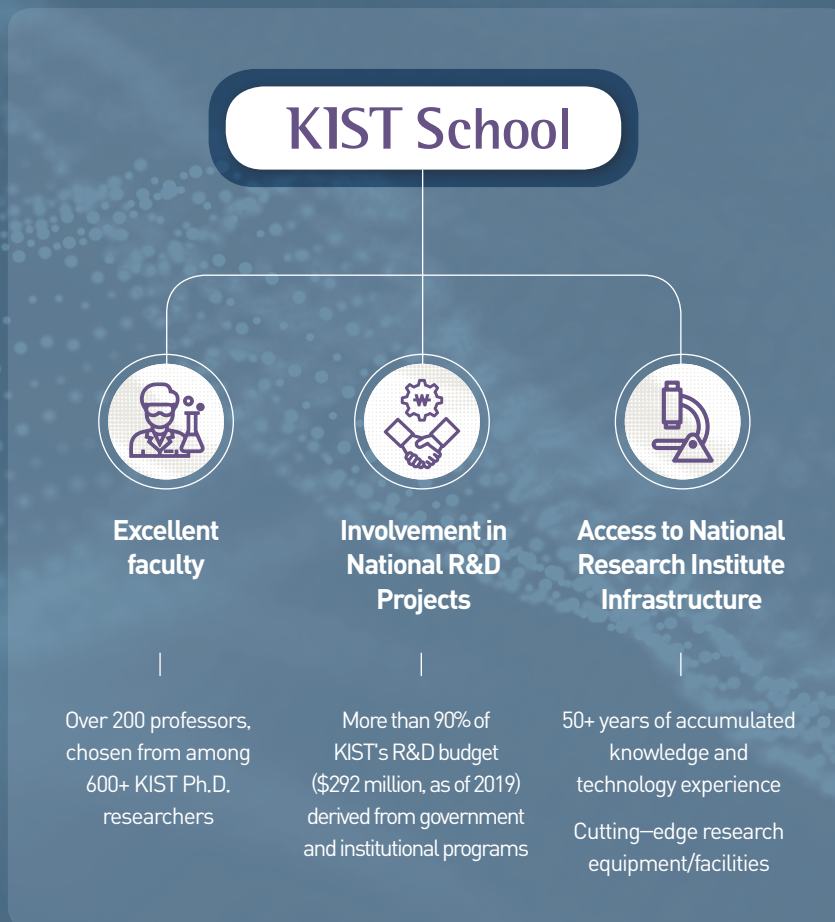 KIST School
Excellent
faculty
Over 200 professors,
chosen from among
600+ KIST Ph.D.
researchers
₩
Involvement in
National R&D
Projects
More than 90% of
KIST's R&D budget
($292 million, as of 2019)
derived from government
and institutional programs
Access to National
Research Institute
Infrastructure
50+ years of accumulated
knowledge and
technology experience
Cutting—edge research
equipment/facilities